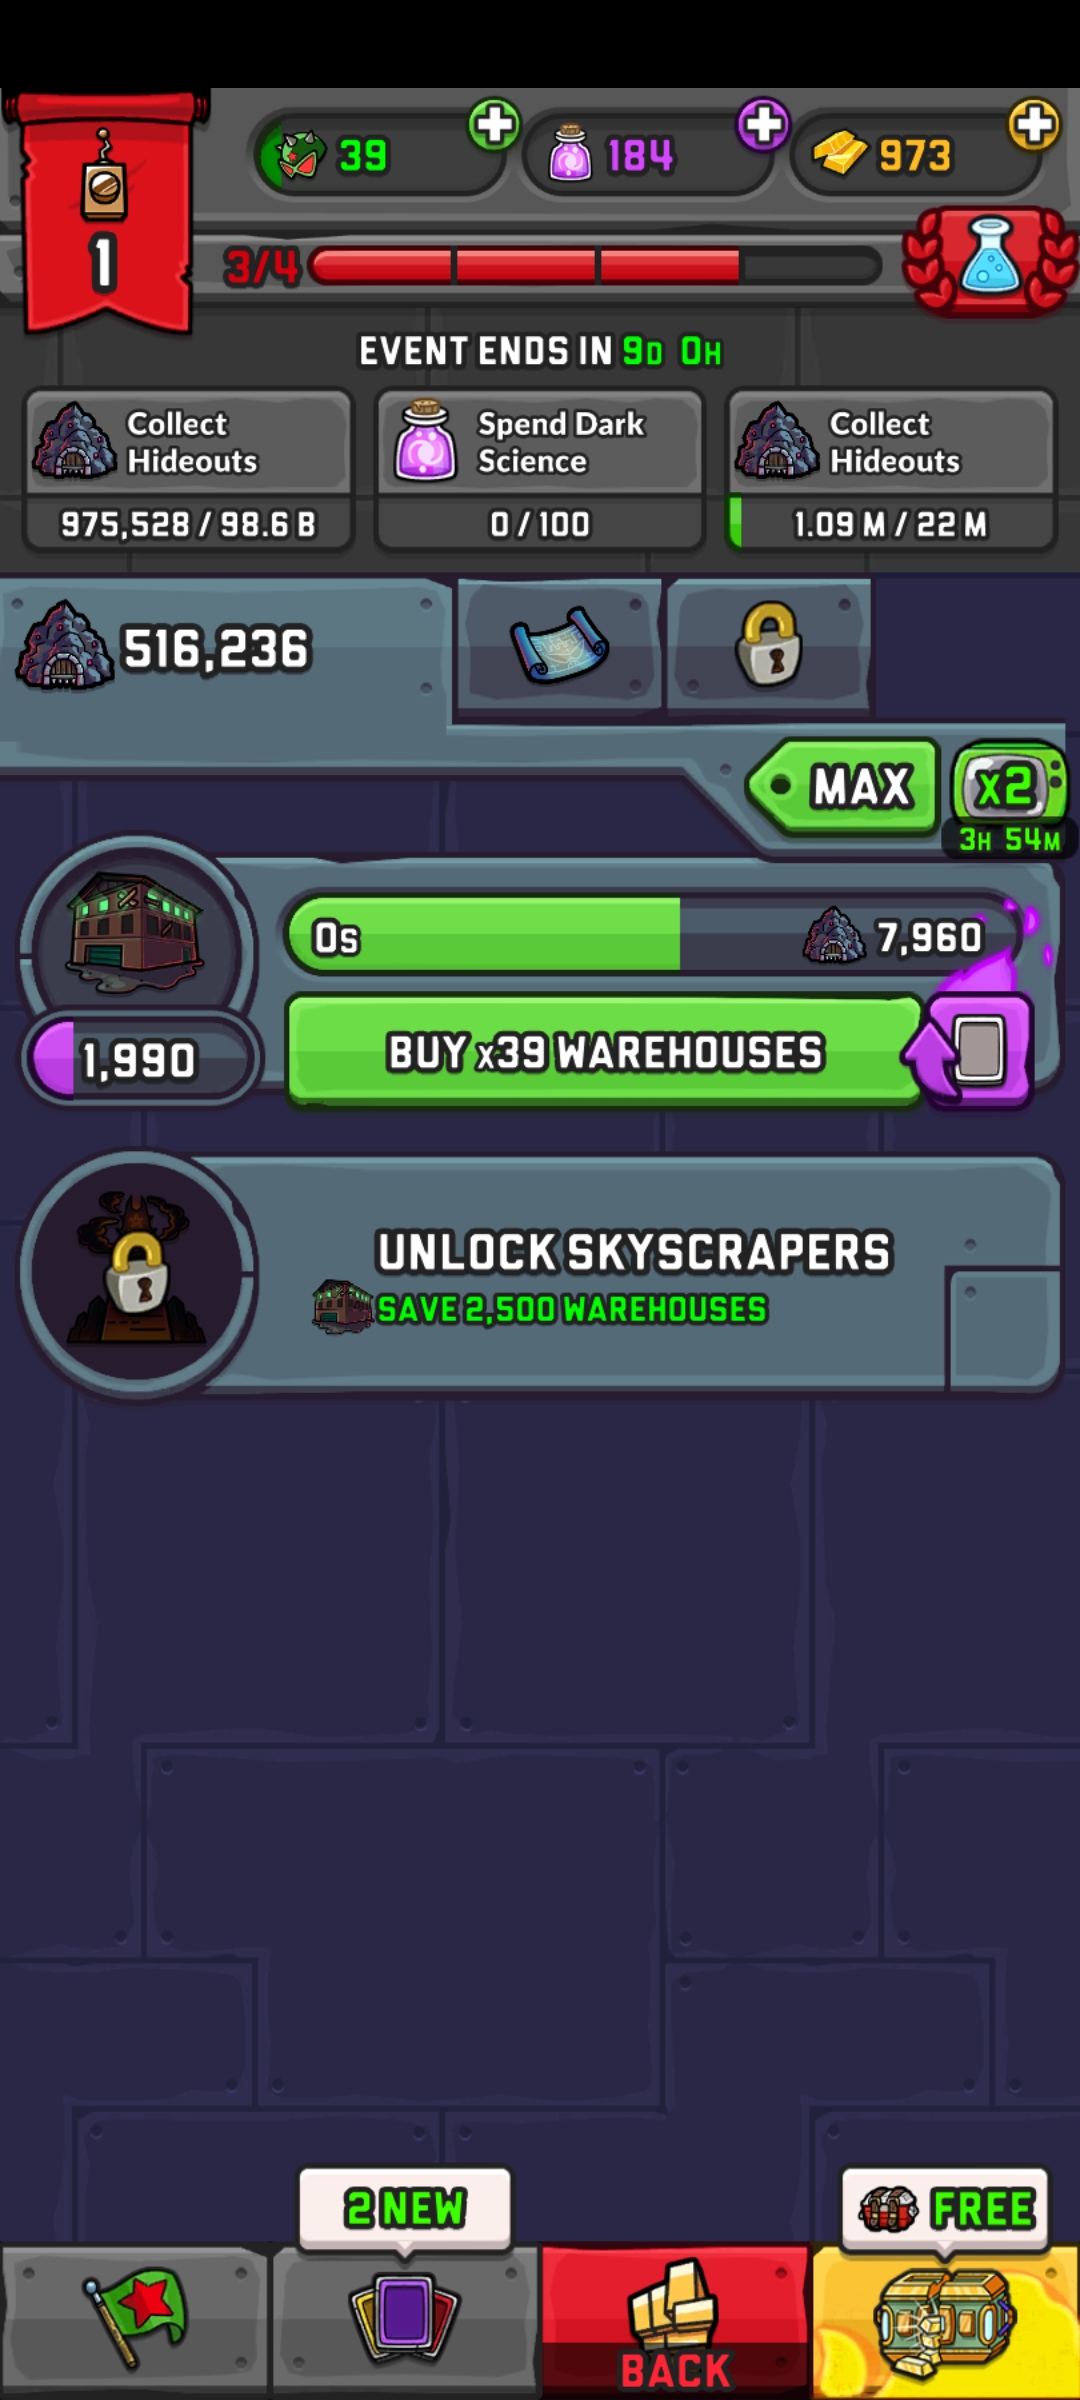 39
184
973
1
3/4
EVENT ENDS IN 9D 0H
Collect
Hideouts
975,528 / 98.6 B
Spend Dark
Science
0 / 100
Collect
Hideouts
1.09 M / 22 M
516,236
MAX
x2
3H 54M
0s
7,960
1,990
BUY x39 WAREHOUSES
UNLOCK SKYSCRAPERS
SAVE 2,500 WAREHOUSES
2 NEW
FREE
BACK